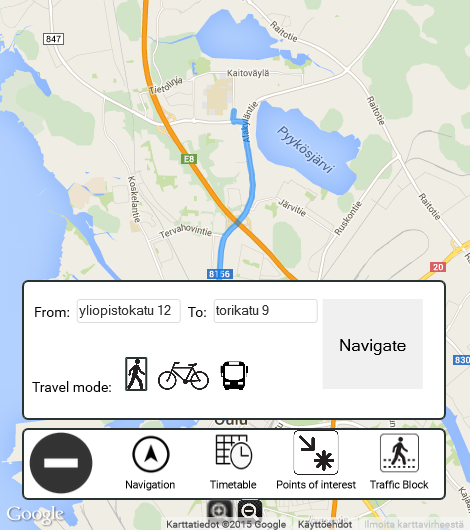 847
Raitotie
Kaitoväylä
Tietolinja
Alakyläntie
Raitotie
Pyykösjärvi
E8
Koskelantie
Järvitie
Raitotie
Ruskontie
Tervahovintie
20
8156
From: yliopistokatu 12 To: torikatu 9
Navigate
830
Travel mode:
Oulu
Navigation Timetable Points of interest Traffic Block
Google Karttatiedot ©2015 Google Käyttöehdot Ilmoita karttavirheestä